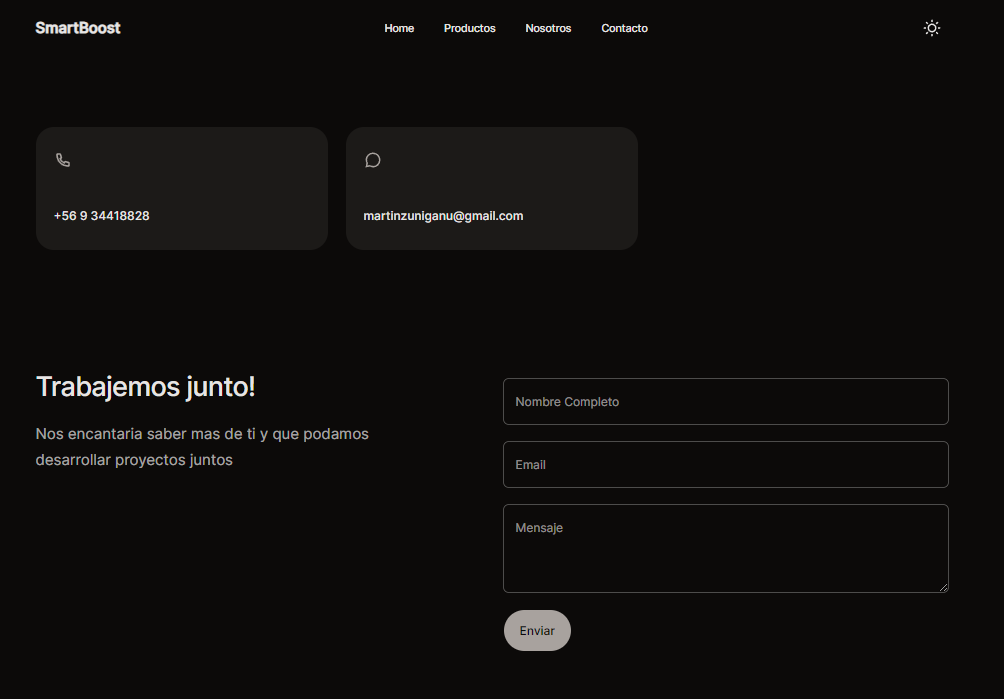 SmartBoost
Home Productos Nosotros Contacto
+56 9 34418828 martinzuniganu@gmail.com
Trabajemos junto!
Nos encantaria saber mas de ti y que podamos
desarrollar proyectos juntos
Nombre Completo
Email
Mensaje
Enviar